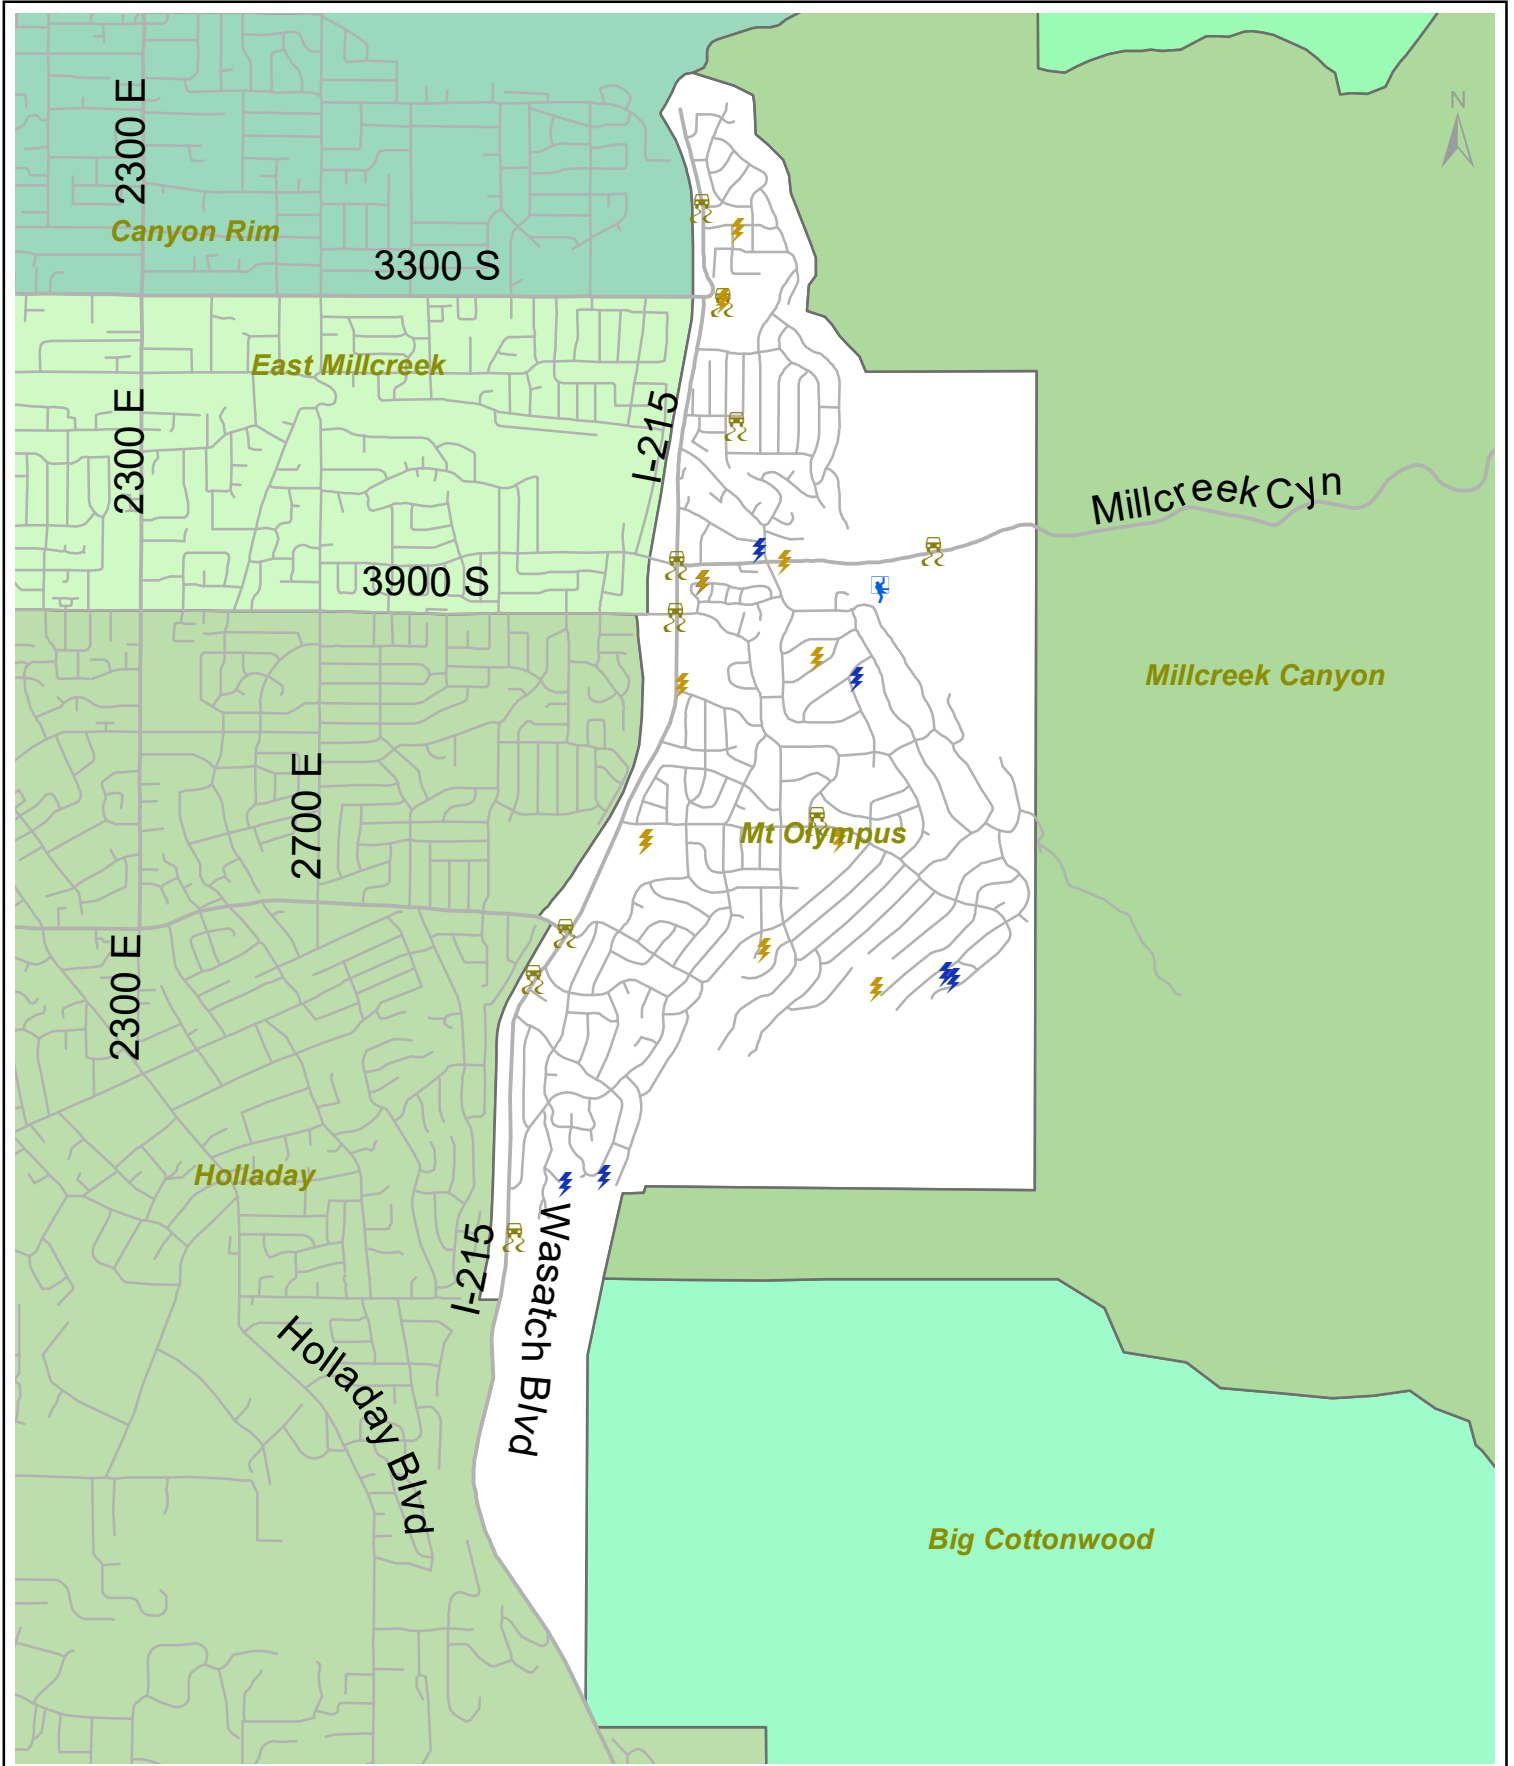 N
2300 E
Canyon Rim
3300 S
East Millcreek
2300 E
I-215
Millcreek Cyn
3900 S
Millcreek Canyon
2700 E
Mt Olympus
2300 E
Holladay
I-215
Wasatch Blvd
Holladay Blvd
Big Cottonwood